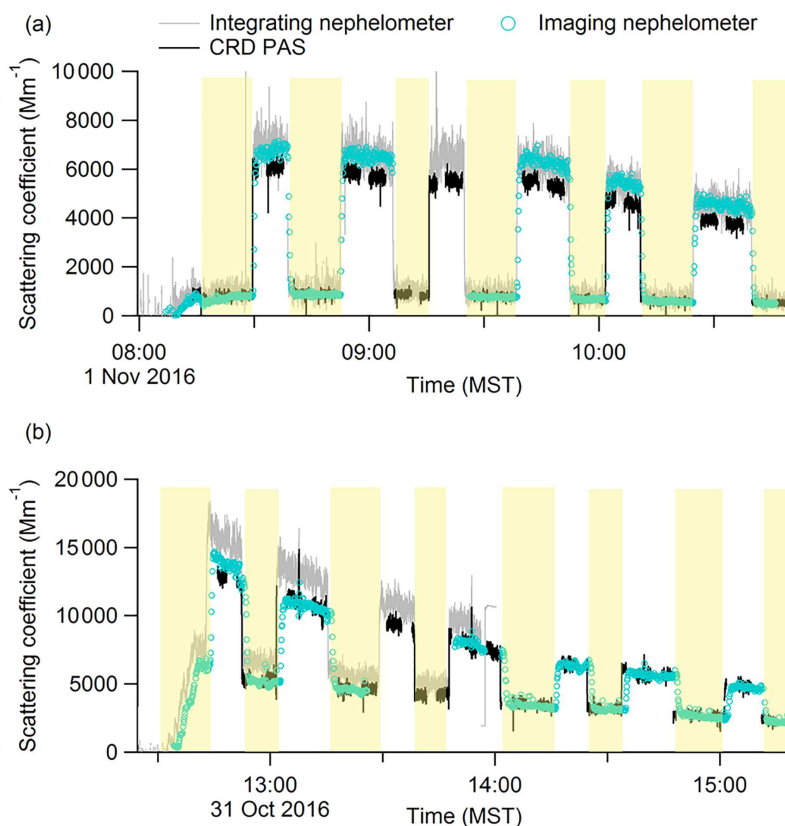 (a)
Integrating nephelometer
Imaging nephelometer
CRD PAS
10 000
8000
6000
4000
2000
0
Scattering coefficient (Mm⁻¹)
08:00
09:00
10:00
1 Nov 2016
Time (MST)
(b)
20 000
15 000
10 000
5000
0
Scattering coefficient (Mm⁻¹)
13:00
14:00
15:00
31 Oct 2016
Time (MST)